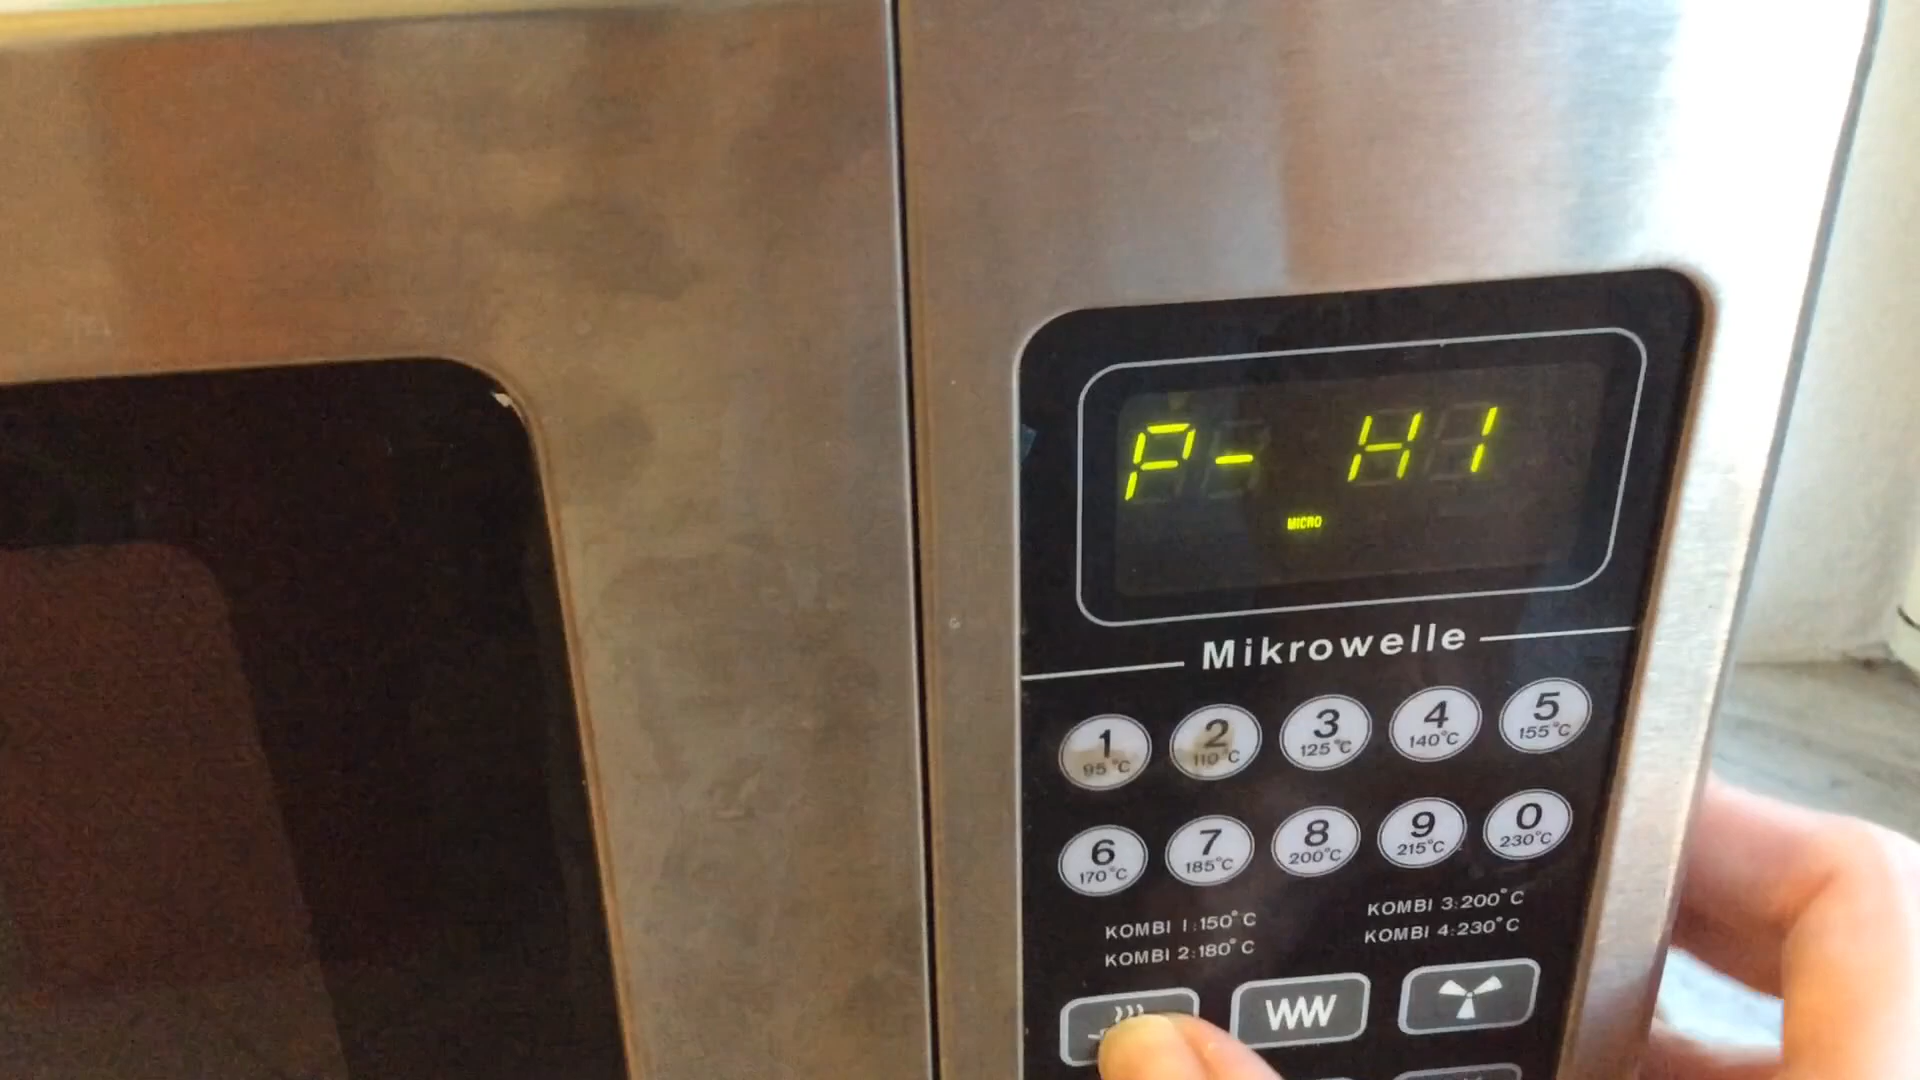 P- HI
MICRO
Mikrowelle
1 2 3 4 5
95°C 110°C 125°C 140°C 155°C
6 7 8 9 0
170°C 185°C 200°C 215°C 230°C
KOMBI 1:150°C KOMBI 3:200°C
KOMBI 2:180°C KOMBI 4:230°C